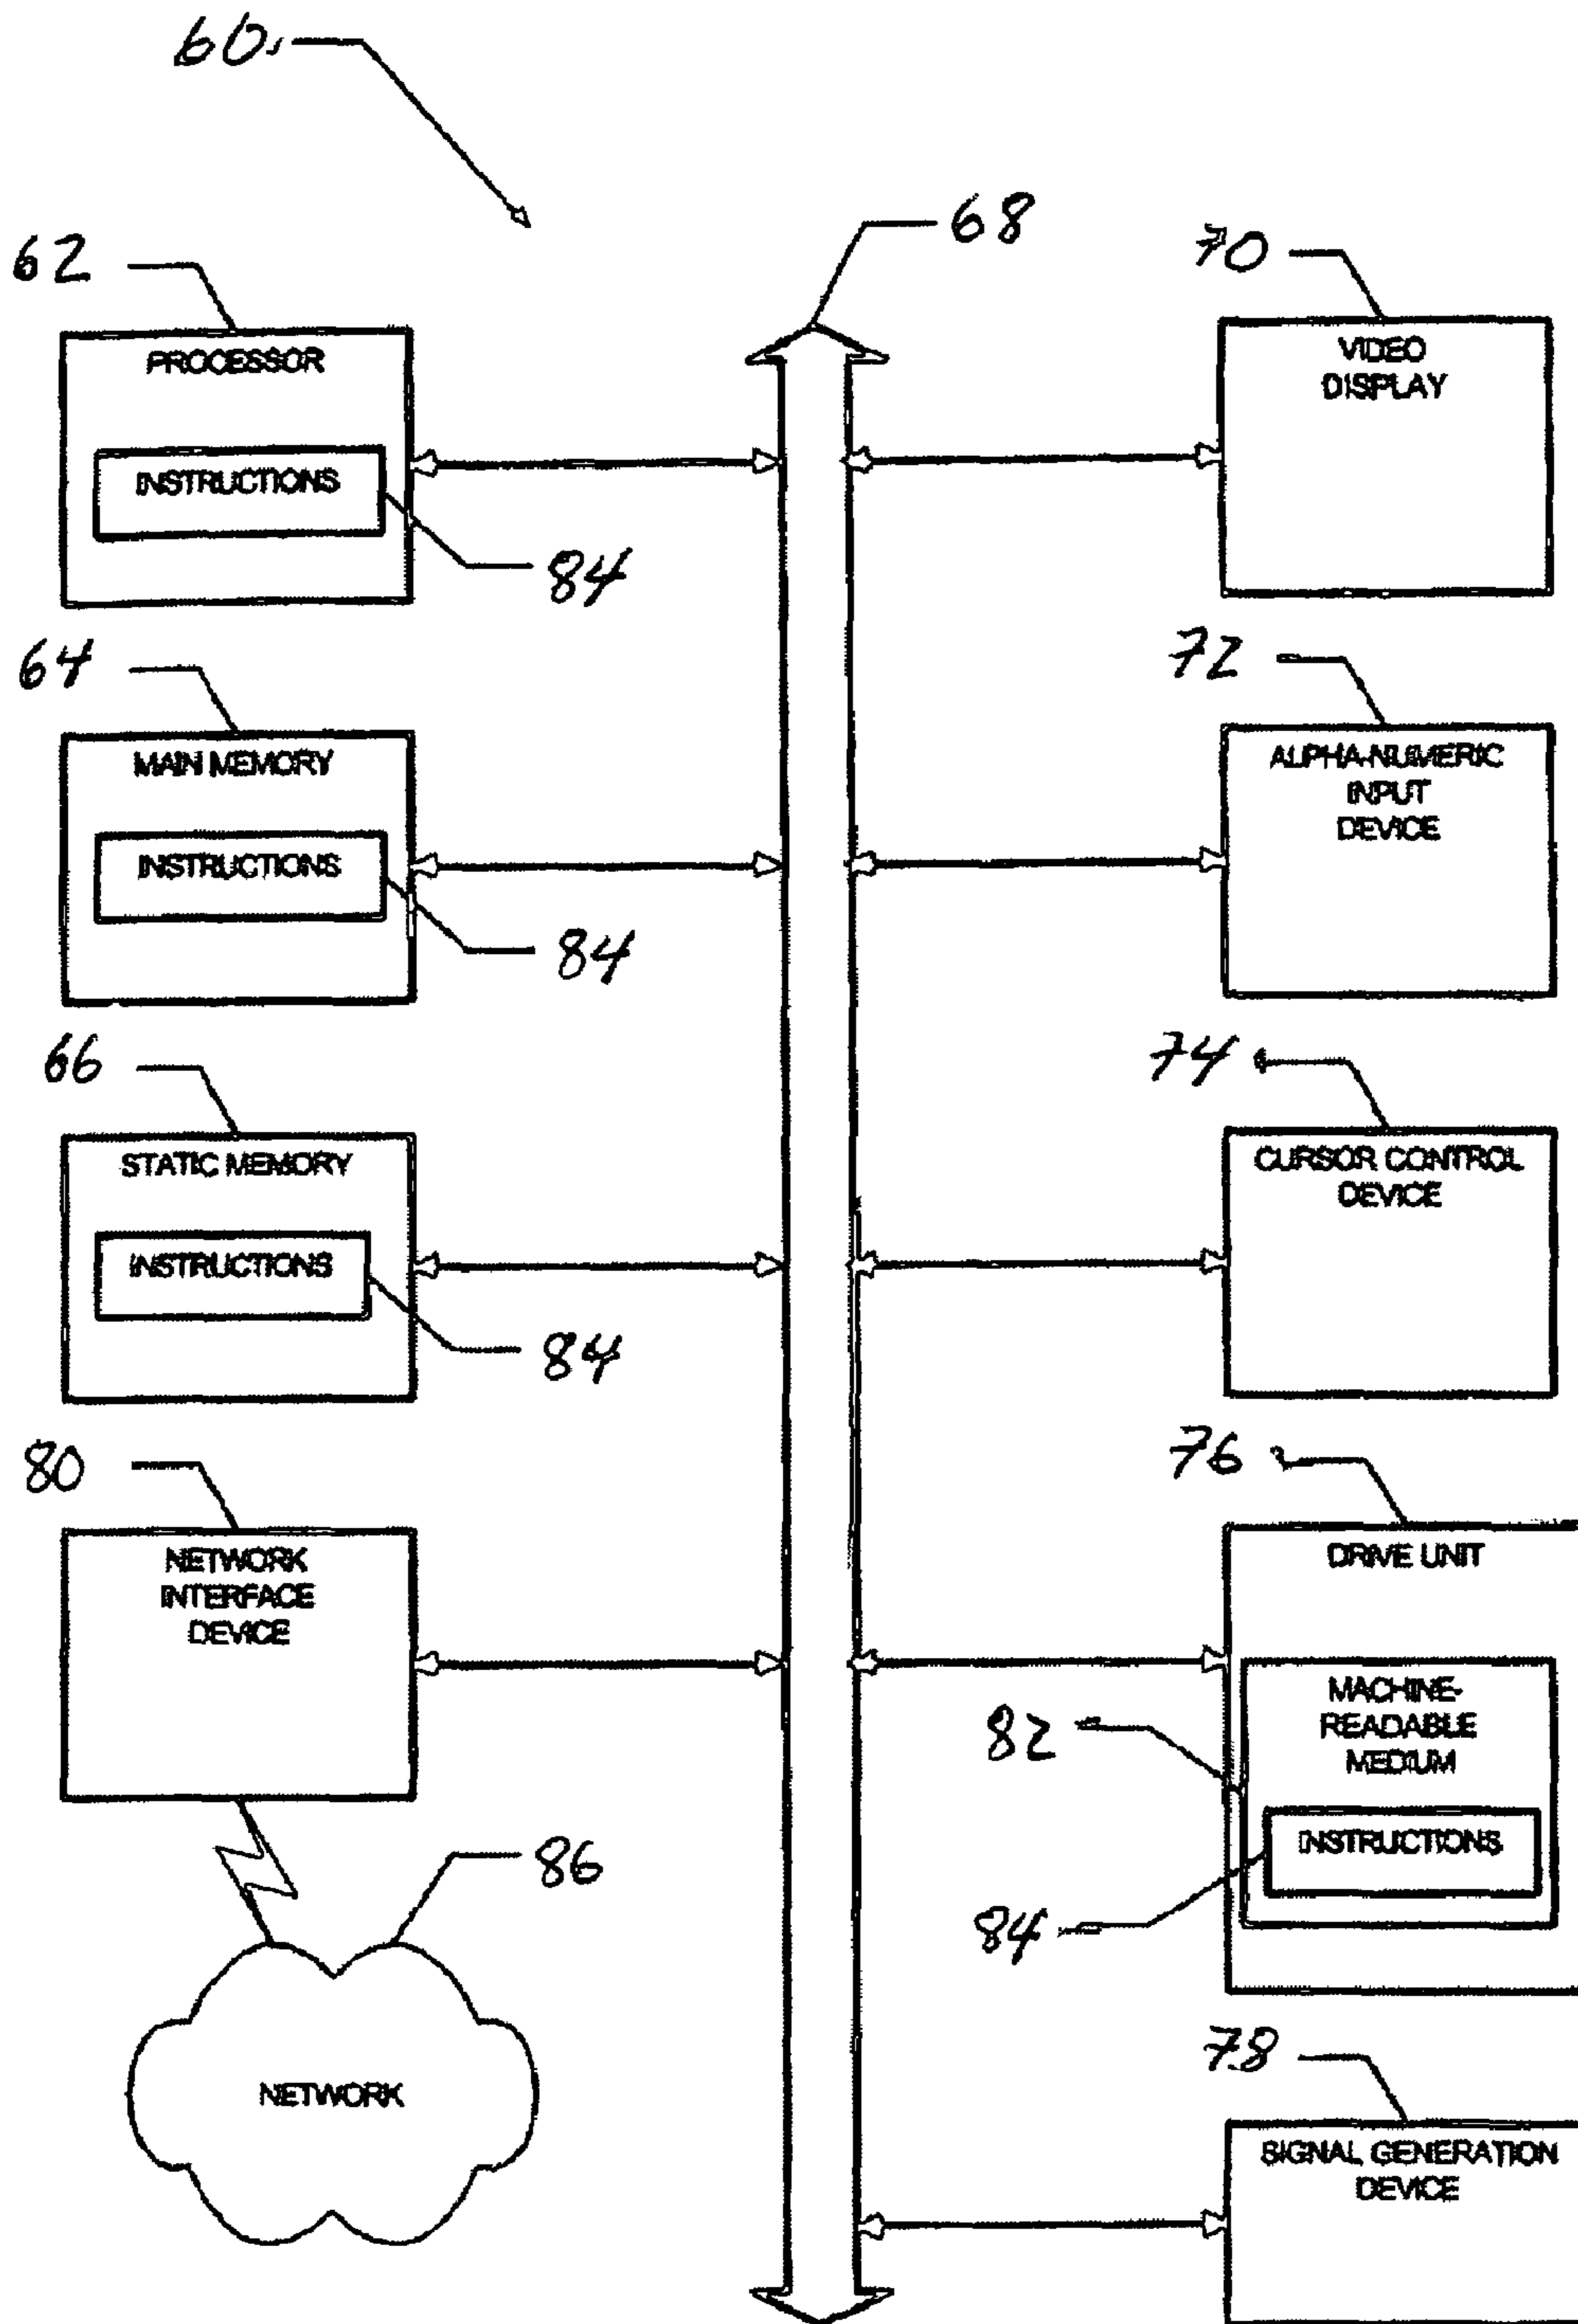 60
68
62
70
PROCESSOR
INSTRUCTIONS
84
VIDEO
DISPLAY
64
72
MAIN MEMORY
INSTRUCTIONS
84
ALPHA-NUMERIC
INPUT
DEVICE
66
74
STATIC MEMORY
INSTRUCTIONS
84
CURSOR CONTROL
DEVICE
80
76
NETWORK
INTERFACE
DEVICE
DRIVE UNIT
82
MACHINE-
READABLE
MEDIUM
INSTRUCTIONS
84
86
NETWORK
78
SIGNAL GENERATION
DEVICE